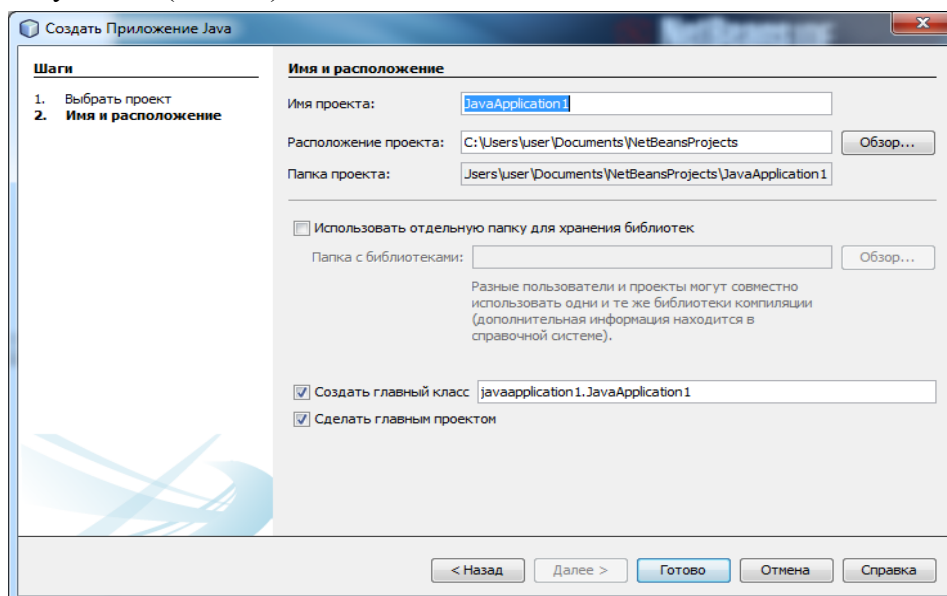 Создать Приложение Java
Шаги
1. Выбрать проект
2. Имя и расположение
Имя и расположение
Имя проекта: JavaApplication1
Расположение проекта: C:\Users\user\Documents\NetBeansProjects Обзор...
Папка проекта: Jsers\user\Documents\NetBeansProjects\JavaApplication1
Использовать отдельную папку для хранения библиотек
Папка с библиотеками: Обзор...
Разные пользователи и проекты могут совместно
использовать одни и те же библиотеки компиляции
(дополнительная информация находится в
справочной системе).
Создать главный класс javaapplication1.JavaApplication1
Сделать главным проектом
< Назад Далее > Готово Отмена Справка